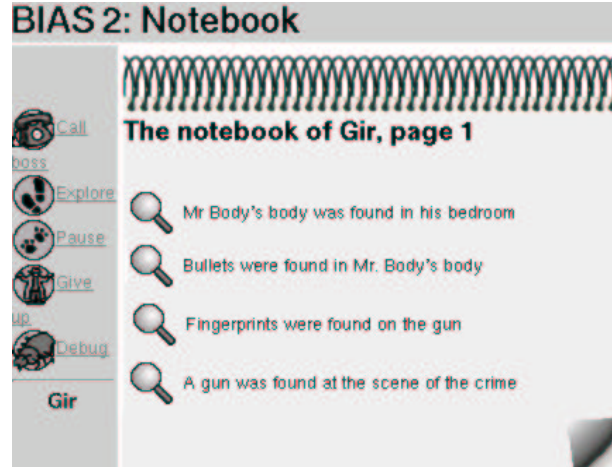 BIAS 2: Notebook
Call
boss
Explore
Pause
Give
up
Debug
Gir
The notebook of Gir, page 1
Mr Body's body was found in his bedroom
Bullets were found in Mr. Body's body
Fingerprints were found on the gun
A gun was found at the scene of the crime